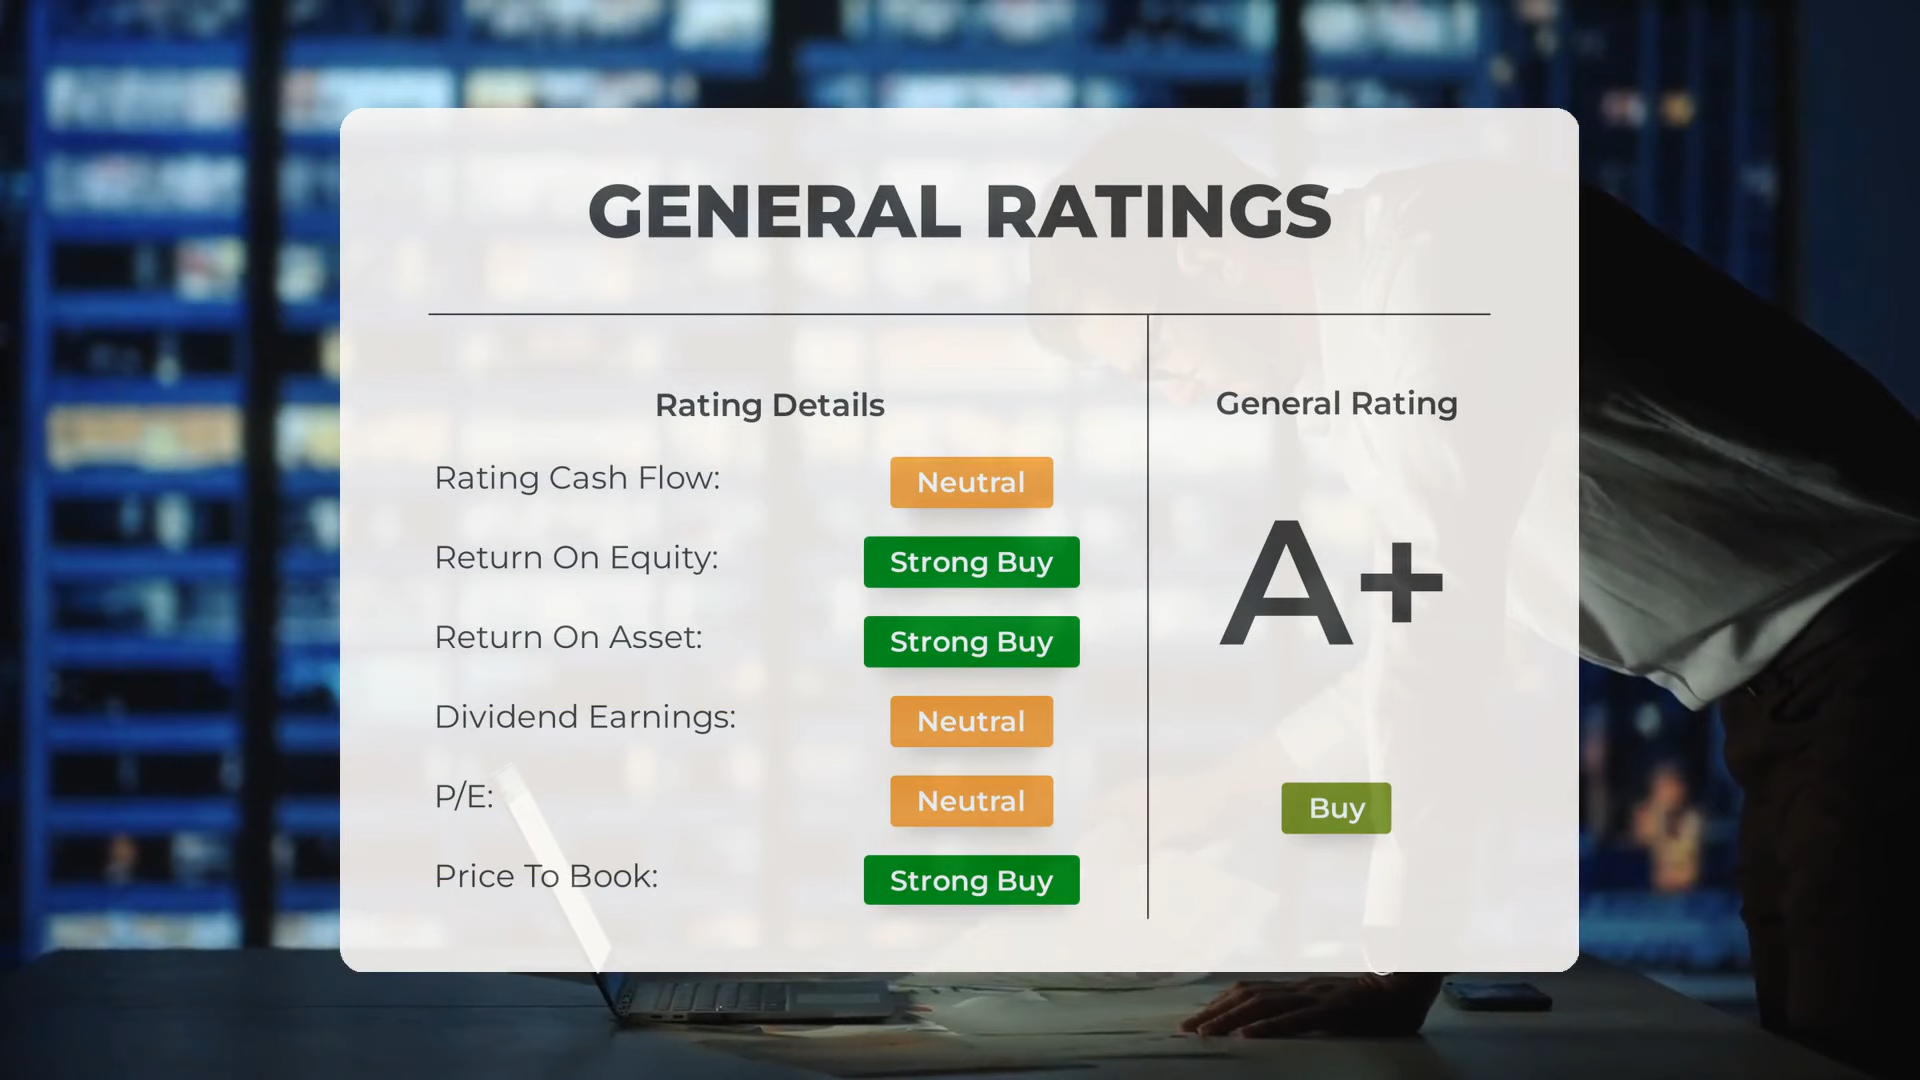 GENERAL RATINGS
Rating Details
Rating Cash Flow: Neutral
Return On Equity: Strong Buy
Return On Asset: Strong Buy
Dividend Earnings: Neutral
P/E: Neutral
Price To Book: Strong Buy
General Rating
A+
Buy